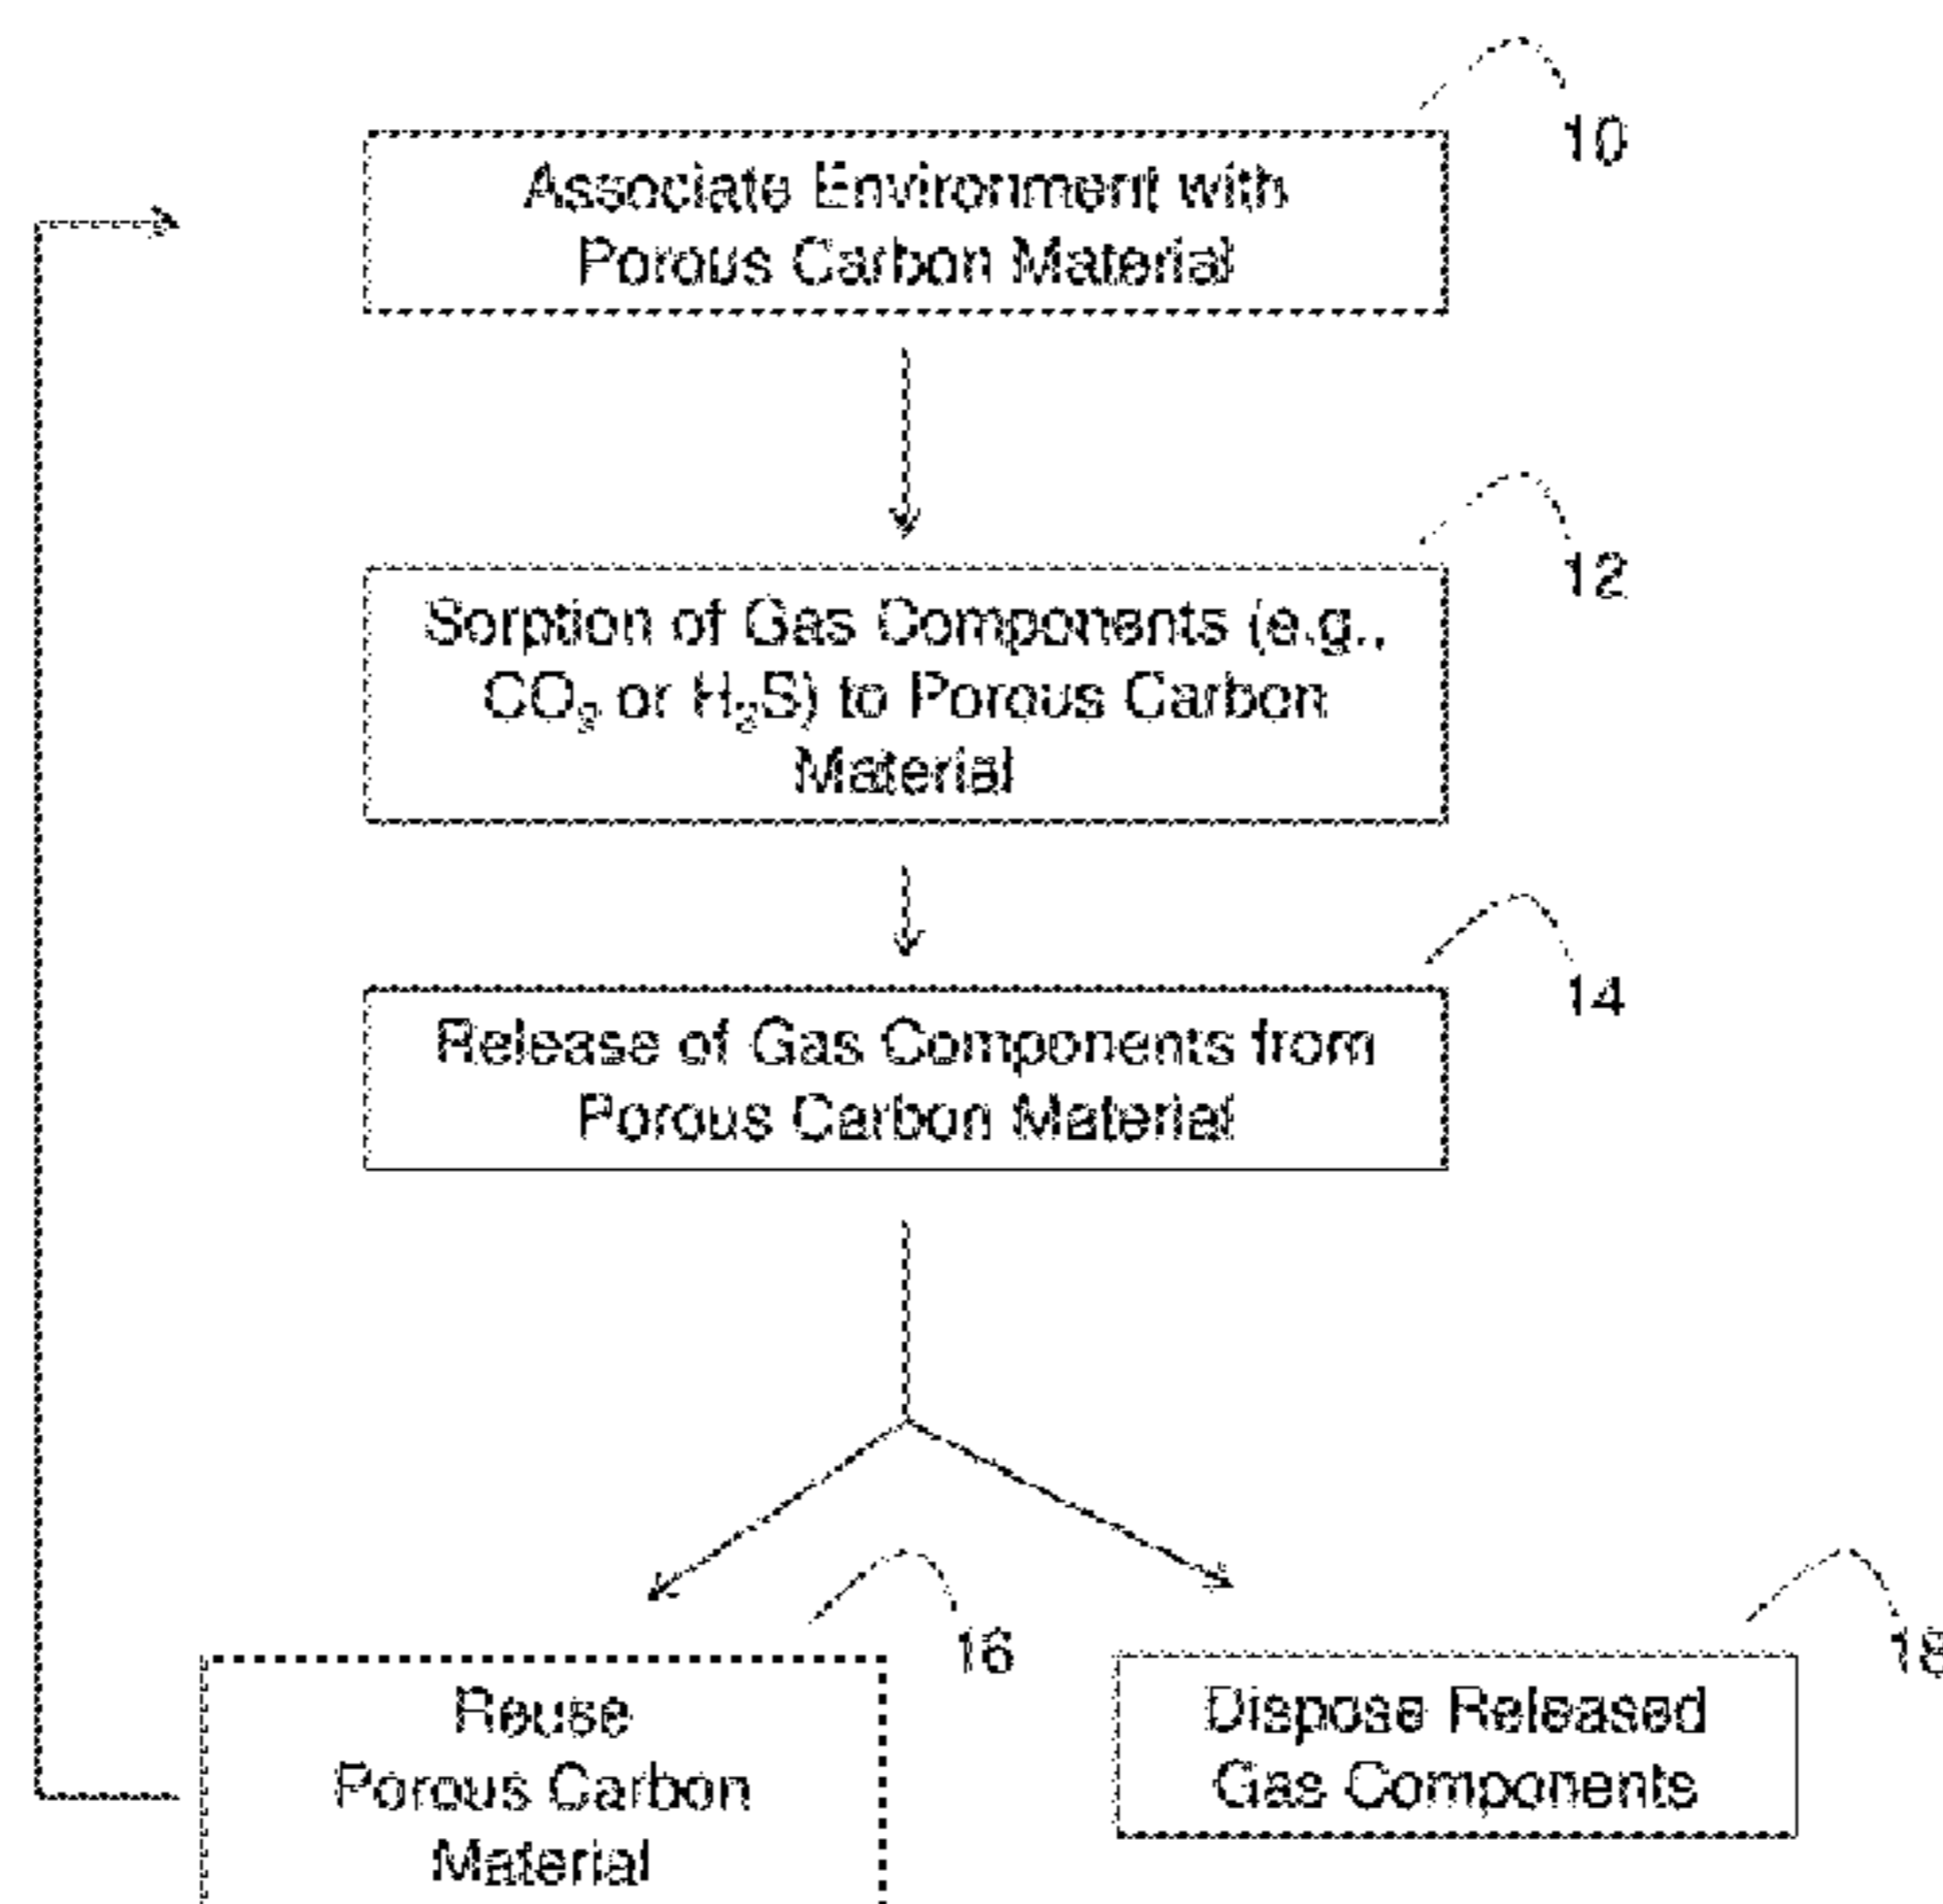 10
Associate Environment with
Porous Carbon Material
12
Sorption of Gas Components (e.g.,
CO₂ or H₂S) to Porous Carbon
Material
14
Release of Gas Components from
Porous Carbon Material
16
Reuse
Porous Carbon
Material
18
Dispose Released
Gas Components